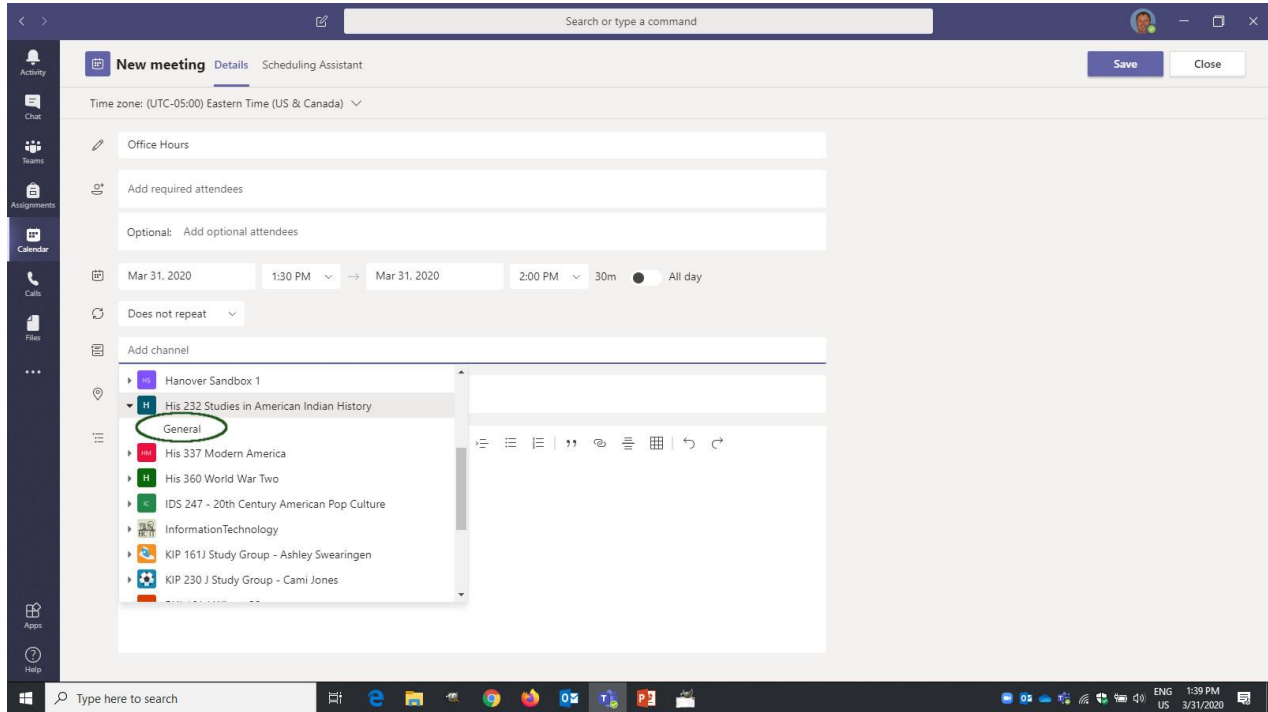 Search or type a command
Activity
Chat
Teams
Assignments
Calendar
Calls
Files
Apps
Help
New meeting Details Scheduling Assistant
Save Close
Time zone: (UTC-05:00) Eastern Time (US & Canada)
Office Hours
Add required attendees
Optional: Add optional attendees
Mar 31, 2020 1:30 PM → Mar 31, 2020 2:00 PM 30m All day
Does not repeat
Add channel
HS Hanover Sandbox 1
H His 232 Studies in American Indian History
General
HM His 337 Modern America
H His 360 World War Two
IDS 247 - 20th Century American Pop Culture
InformationTechnology
KIP 161J Study Group - Ashley Swearingen
KIP 230 J Study Group - Cami Jones
Type here to search
ENG 1:39 PM
US 3/31/2020